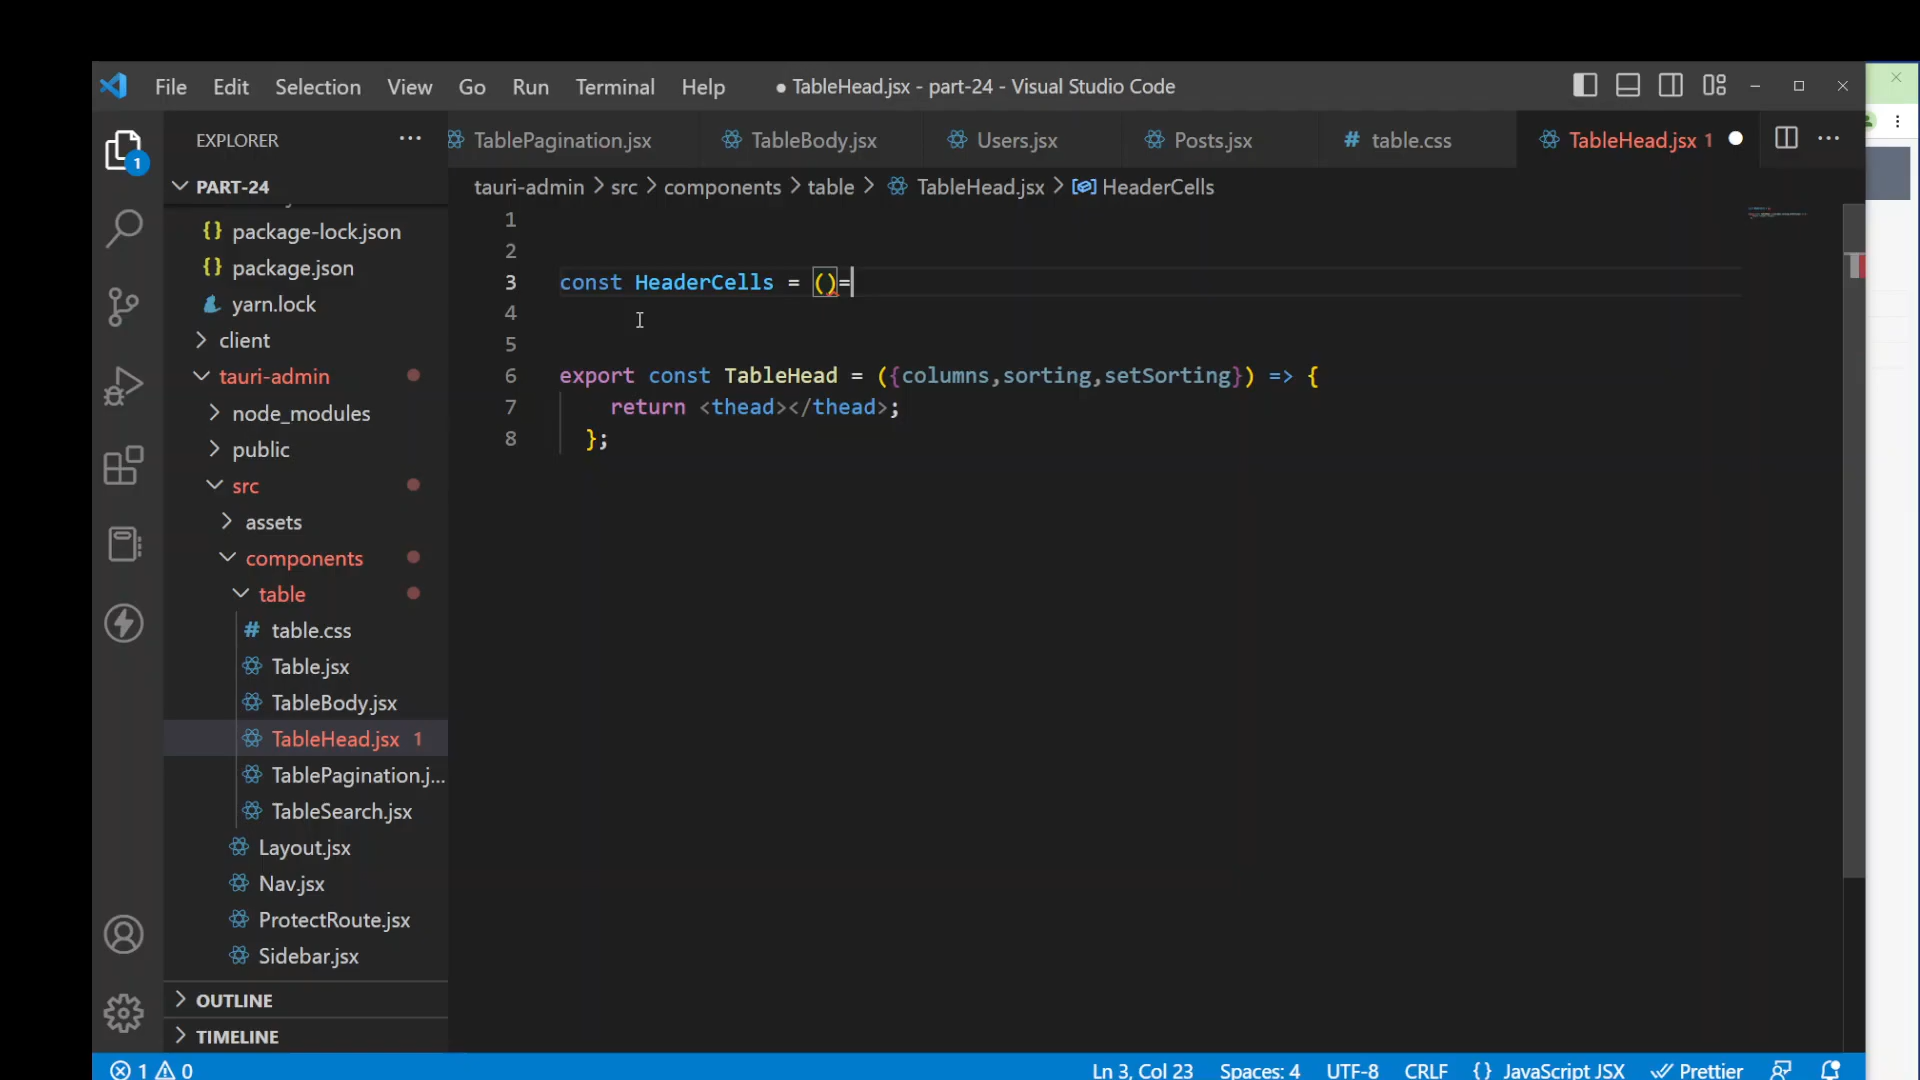 File Edit Selection View Go Run Terminal Help ● TableHead.jsx - part-24 - Visual Studio Code
EXPLORER ···
TablePagination.jsx TableBody.jsx Users.jsx Posts.jsx # table.css TableHead.jsx 1 ● ···
1
PART-24
tauri-admin > src > components > table > TableHead.jsx > HeaderCells
{} package-lock.json
{} package.json
yarn.lock
client
tauri-admin
node_modules
public
src
assets
components
table
# table.css
Table.jsx
TableBody.jsx
TableHead.jsx 1
TablePagination.j...
TableSearch.jsx
Layout.jsx
Nav.jsx
ProtectRoute.jsx
Sidebar.jsx
OUTLINE
TIMELINE
1
2
3 const HeaderCells = ()=
4
5
6 export const TableHead = ({columns,sorting,setSorting}) => {
7 return <thead></thead>;
8 };
1 0 Ln 3, Col 23 Spaces: 4 UTF-8 CRLF {} JavaScript JSX Prettier